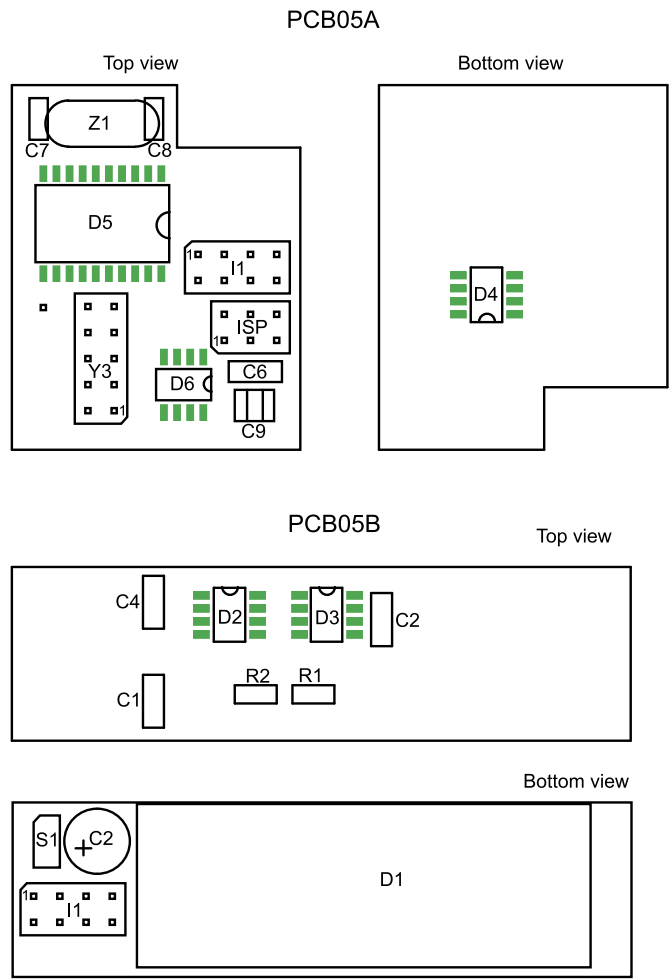 PCB05A
Top view
Bottom view
Z1
C7
C8
D5
1
I1
ISP
1
Y3
1
D6
C6
C9
D4
PCB05B
Top view
C4
D2
D3
C2
C1
R2
R1
Bottom view
S1
C2
+
1
I1
D1